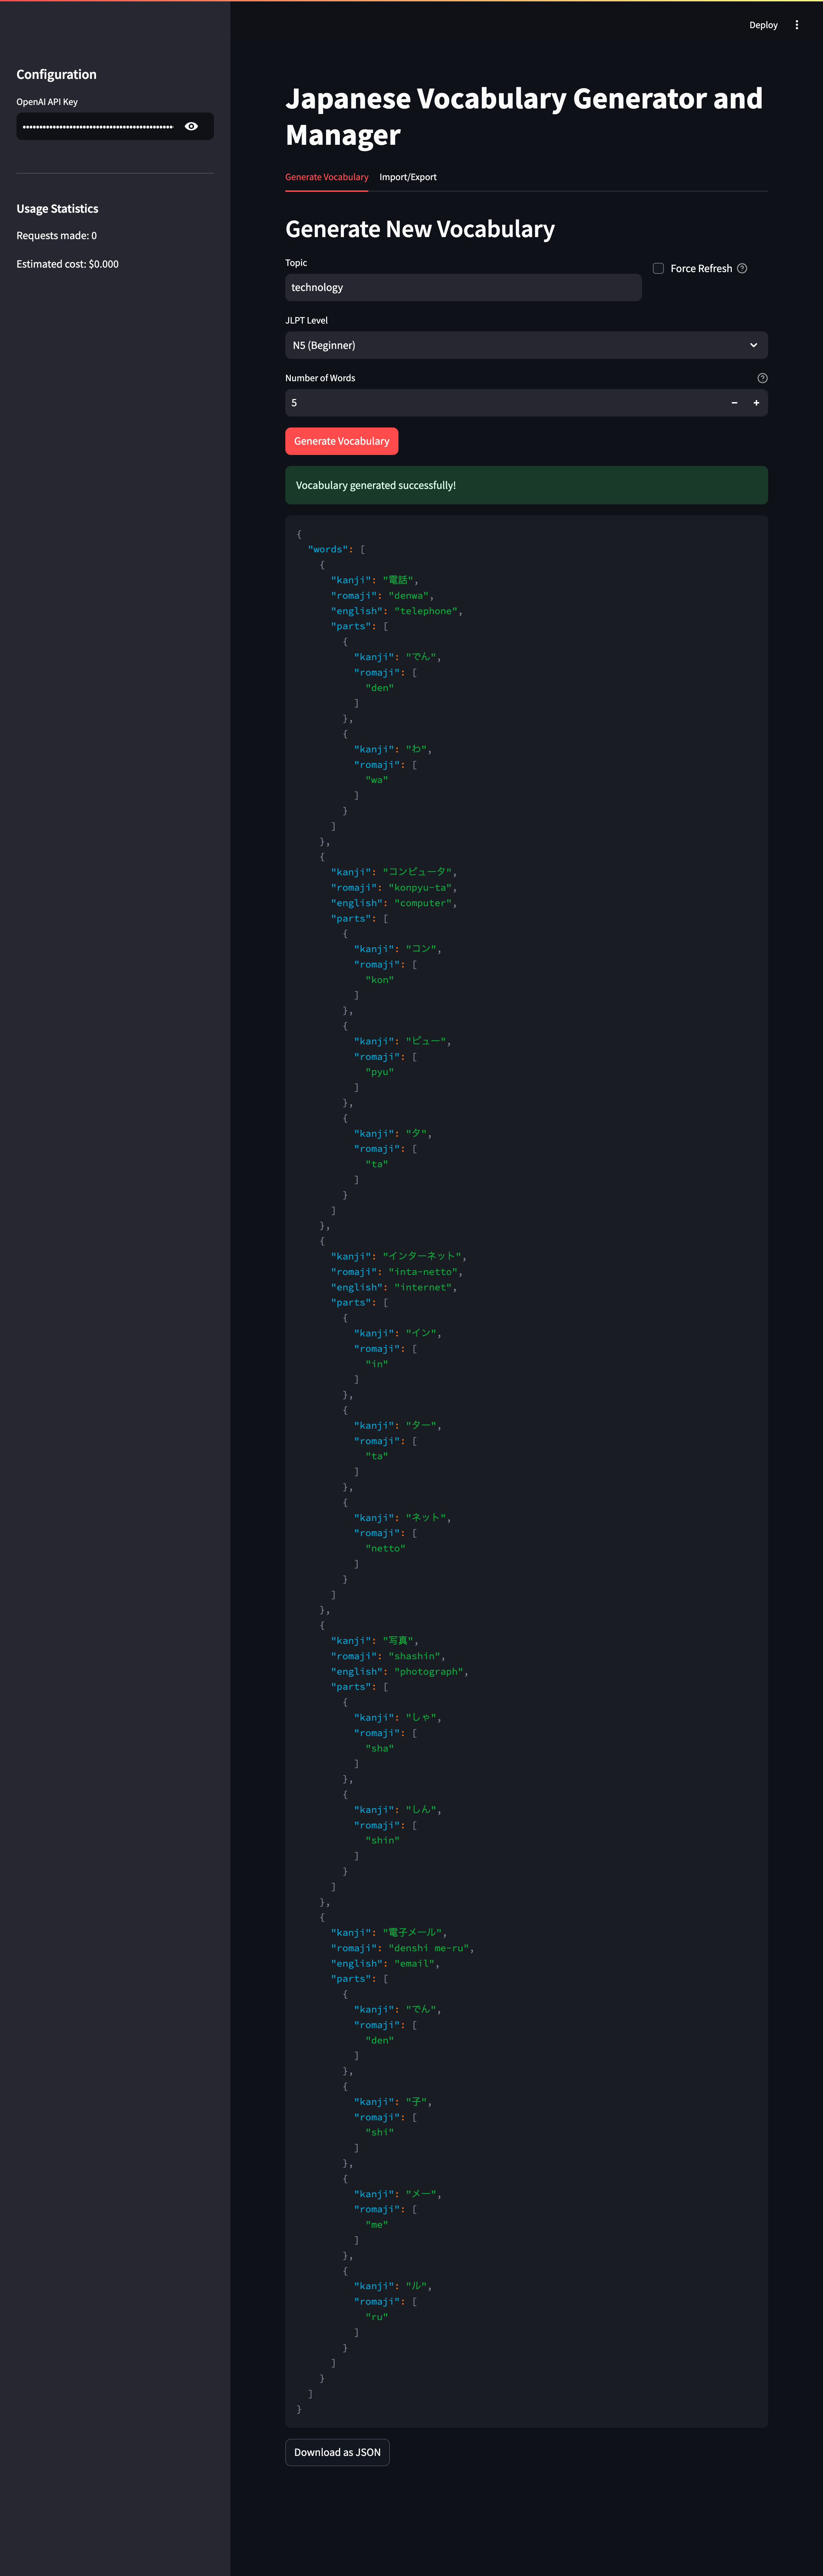 Deploy
Configuration
OpenAI API Key
Usage Statistics
Requests made: 0
Estimated cost: $0.000
Japanese Vocabulary Generator and
Manager
Generate Vocabulary
Import/Export
Generate New Vocabulary
Topic
technology
Force Refresh
JLPT Level
N5 (Beginner)
Number of Words
5
Generate Vocabulary
Vocabulary generated successfully!
{
"words": [
{
"kanji": "電話",
"romaji": "denwa",
"english": "telephone",
"parts": [
{
"kanji": "でん",
"romaji": [
"den"
]
},
{
"kanji": "わ",
"romaji": [
"wa"
]
}
]
},
{
"kanji": "コンピュータ",
"romaji": "konpyu-ta",
"english": "computer",
"parts": [
{
"kanji": "コン",
"romaji": [
"kon"
]
},
{
"kanji": "ピュー",
"romaji": [
"pyu"
]
},
{
"kanji": "タ",
"romaji": [
"ta"
]
}
]
},
{
"kanji": "インターネット",
"romaji": "inta-netto",
"english": "internet",
"parts": [
{
"kanji": "イン",
"romaji": [
"in"
]
},
{
"kanji": "ター",
"romaji": [
"ta"
]
},
{
"kanji": "ネット",
"romaji": [
"netto"
]
}
]
},
{
"kanji": "写真",
"romaji": "shashin",
"english": "photograph",
"parts": [
{
"kanji": "しゃ",
"romaji": [
"sha"
]
},
{
"kanji": "しん",
"romaji": [
"shin"
]
}
]
},
{
"kanji": "電子メール",
"romaji": "denshi me-ru",
"english": "email",
"parts": [
{
"kanji": "でん",
"romaji": [
"den"
]
},
{
"kanji": "子",
"romaji": [
"shi"
]
},
{
"kanji": "メー",
"romaji": [
"me"
]
},
{
"kanji": "ル",
"romaji": [
"ru"
]
}
]
}
]
}
Download as JSON